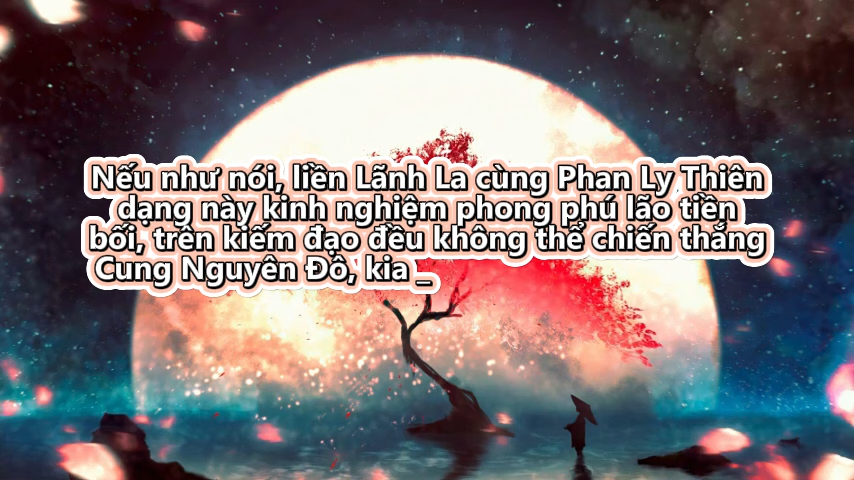 Nếu như nói, liền Lãnh La cùng Phan Ly Thiên
dạng này kinh nghiệm phong phú lão tiền
bối, trên kiếm đạo đều không thể chiến thắng
Cung Nguyên Đô, kia _